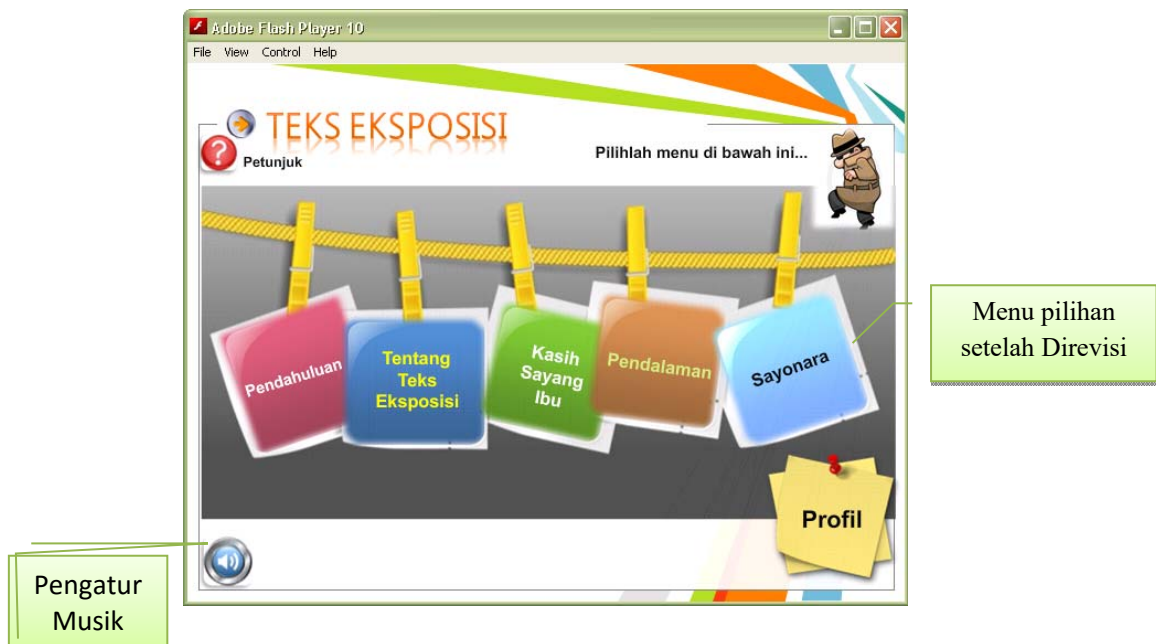 Adobe Flash Player 10
File View Control Help
TEKS EKSPOSISI
Petunjuk
Pilihlah menu di bawah ini...
Pendahuluan
Tentang
Teks
Eksposisi
Kasih
Sayang
Ibu
Pendalaman
Sayonara
Menu pilihan
setelah Direvisi
Profil
Pengatur
Musik